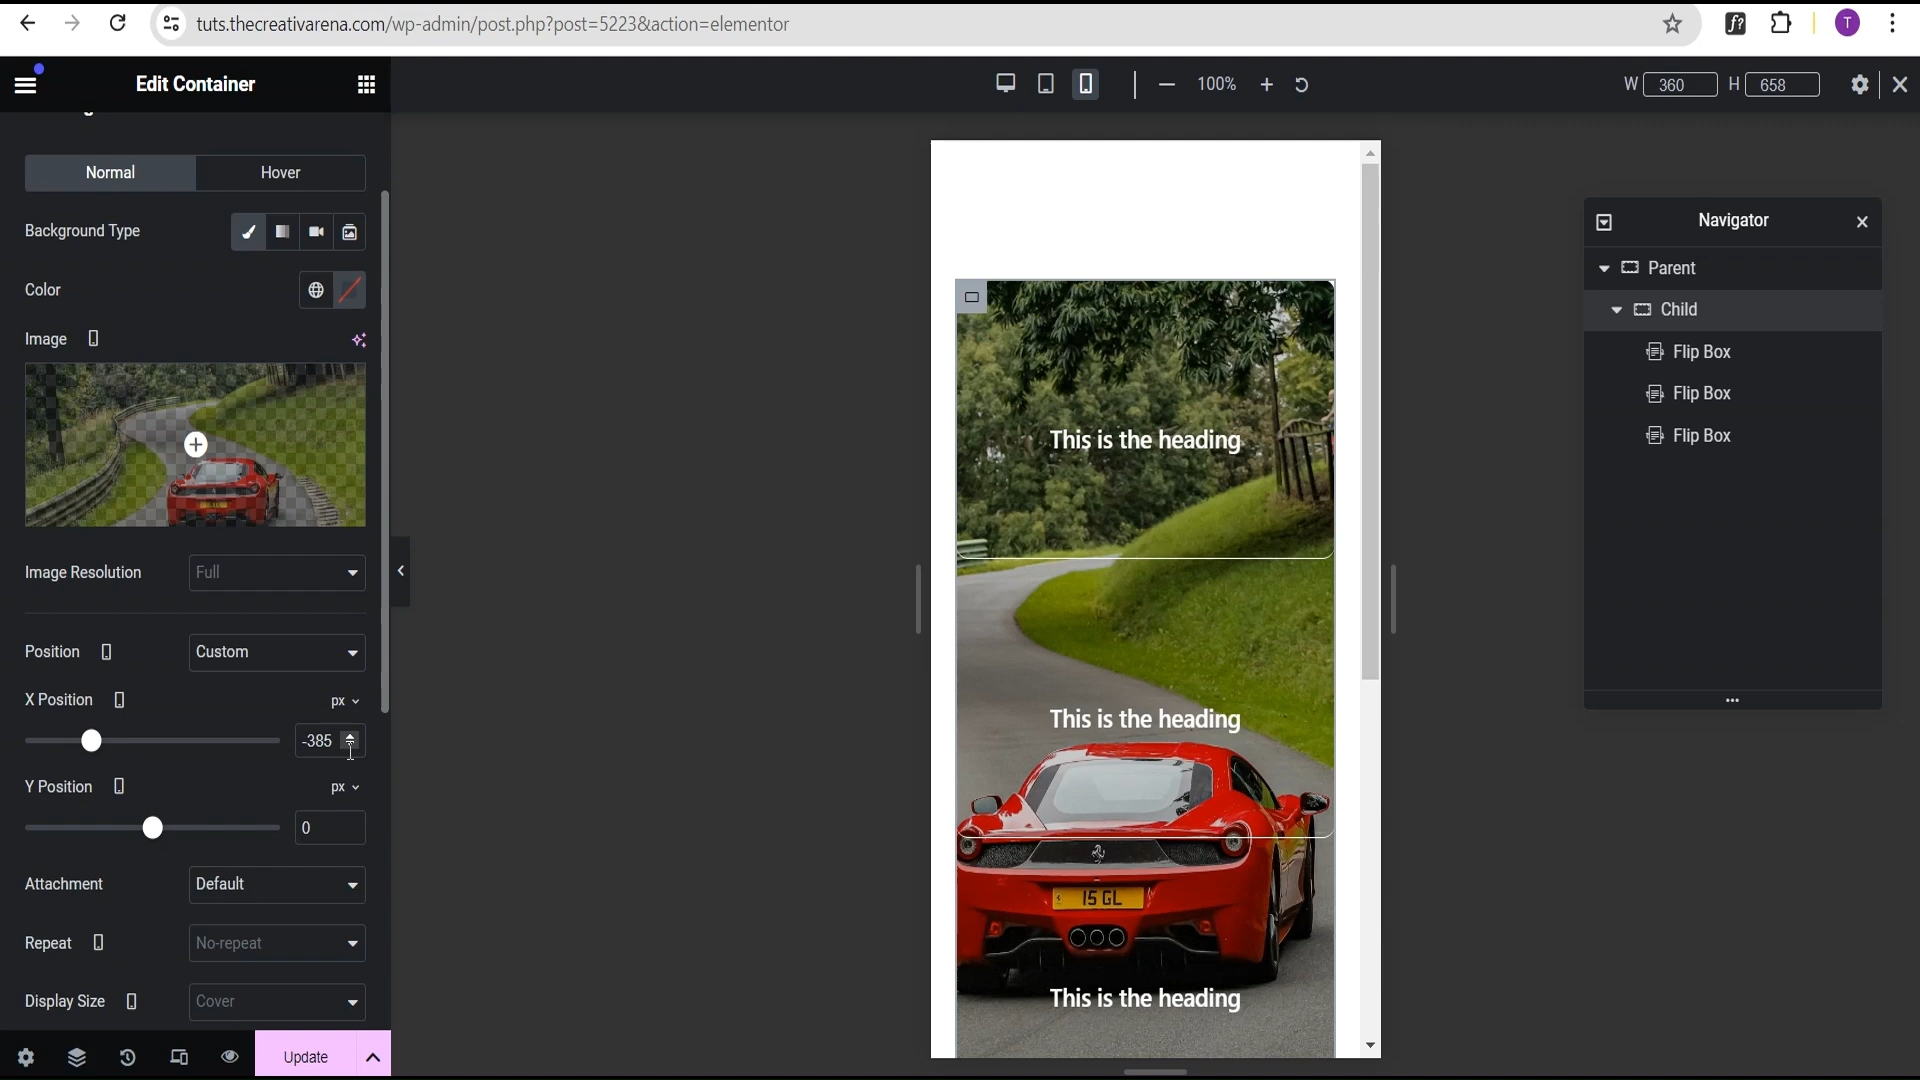 tuts.thecreativarena.com/wp-admin/post.php?post=5223&action=elementor
f?
T
Edit Container
100%
W 360 H 658
Normal
Hover
Background Type
Color
Image
Image Resolution
Full
Position
Custom
X Position
px
-385
Y Position
px
0
Attachment
Default
Repeat
No-repeat
Display Size
Cover
Update
This is the heading
This is the heading
15 GL
This is the heading
Navigator
Parent
Child
Flip Box
Flip Box
Flip Box